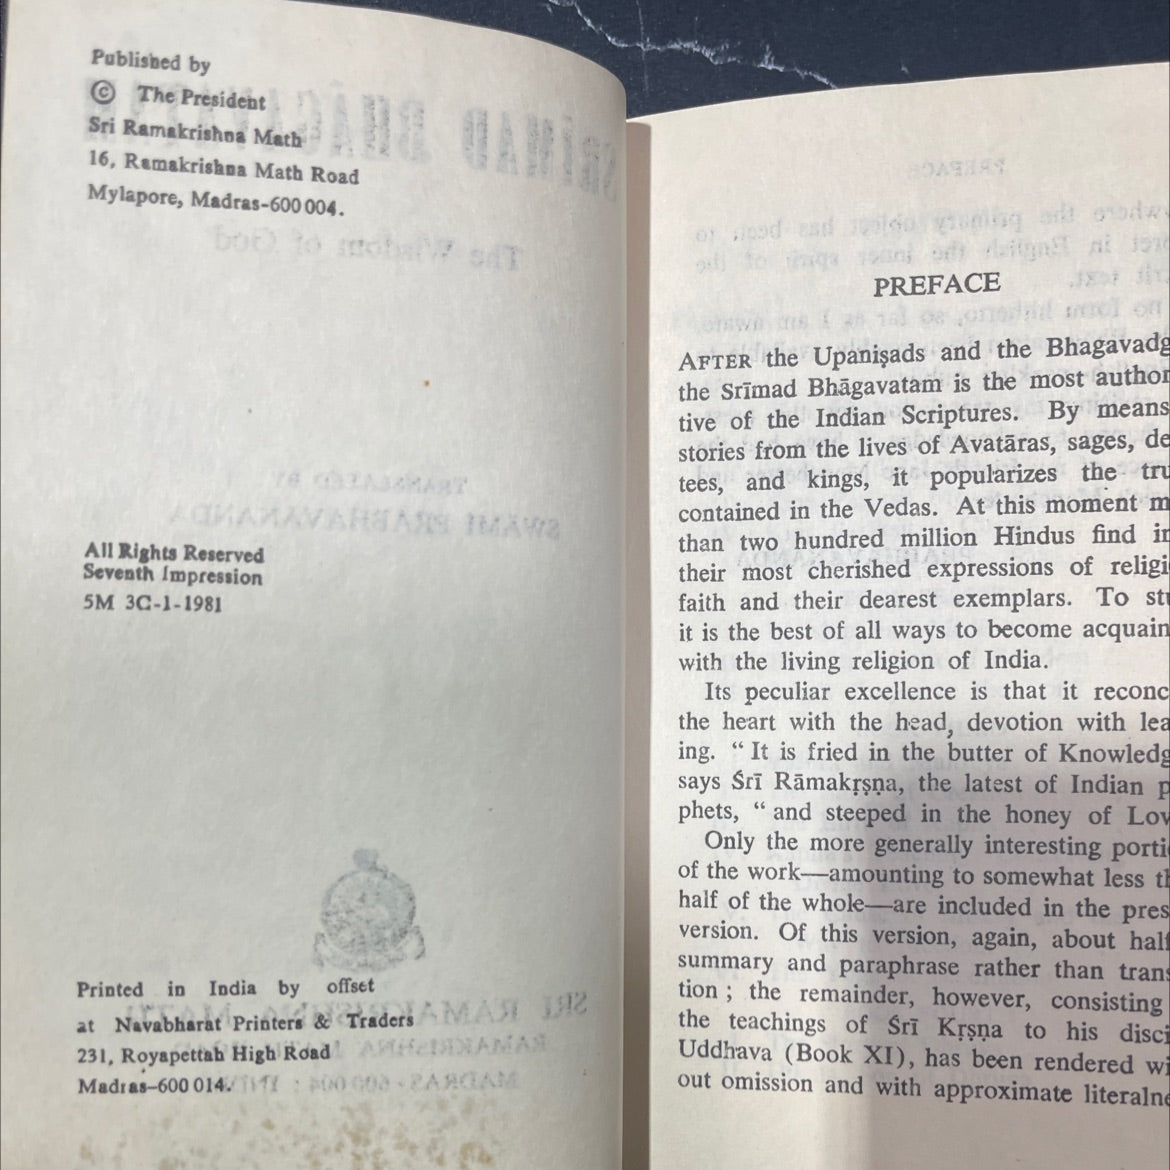 Published by
© The President
Sri Ramakrishna Math
16, Ramakrishna Math Road
Mylapore, Madras-600 004.
All Rights Reserved
Seventh Impression
5M 3C-1-1981
Printed in India by offset
at Navabharat Printers & Traders
231, Royapettah High Road
Madras-600 014.
PREFACE
AFTER the Upaniṣads and the Bhagavadg
the Srīmad Bhāgavatam is the most author
tive of the Indian Scriptures. By means
stories from the lives of Avatāras, sages, de
tees, and kings, it popularizes the tru
contained in the Vedas. At this moment m
than two hundred million Hindus find in
their most cherished expressions of religi
faith and their dearest exemplars. To stu
it is the best of all ways to become acquain
with the living religion of India.
Its peculiar excellence is that it reconc
the heart with the head, devotion with lea
ing. “ It is fried in the butter of Knowledg
says Śrī Rāmakṛṣṇa, the latest of Indian p
phets, “ and steeped in the honey of Lov
Only the more generally interesting porti
of the work—amounting to somewhat less th
half of the whole—are included in the pres
version. Of this version, again, about half
summary and paraphrase rather than trans
tion ; the remainder, however, consisting
the teachings of Śrī Kṛṣṇa to his disci
Uddhava (Book XI), has been rendered wi
out omission and with approximate literalne